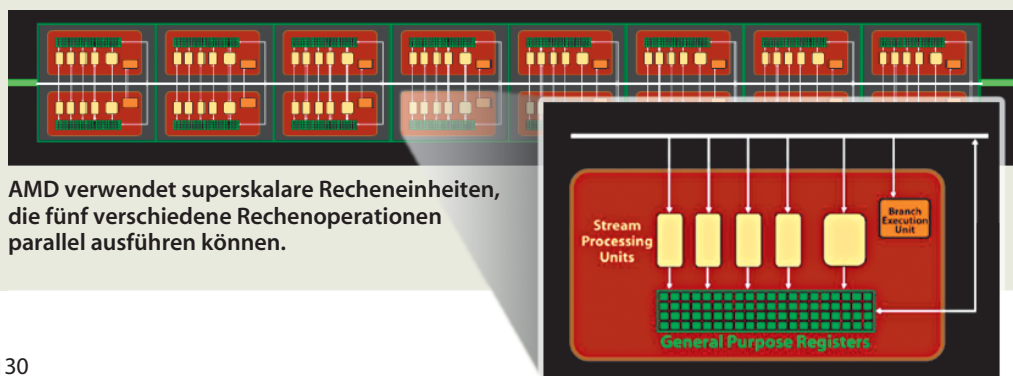 AMD verwendet superskalare Recheneinheiten,
die fünf verschiedene Rechenoperationen
parallel ausführen können.
Stream
Processing
Units
Branch
Execution
Unit
General Purpose Registers
30